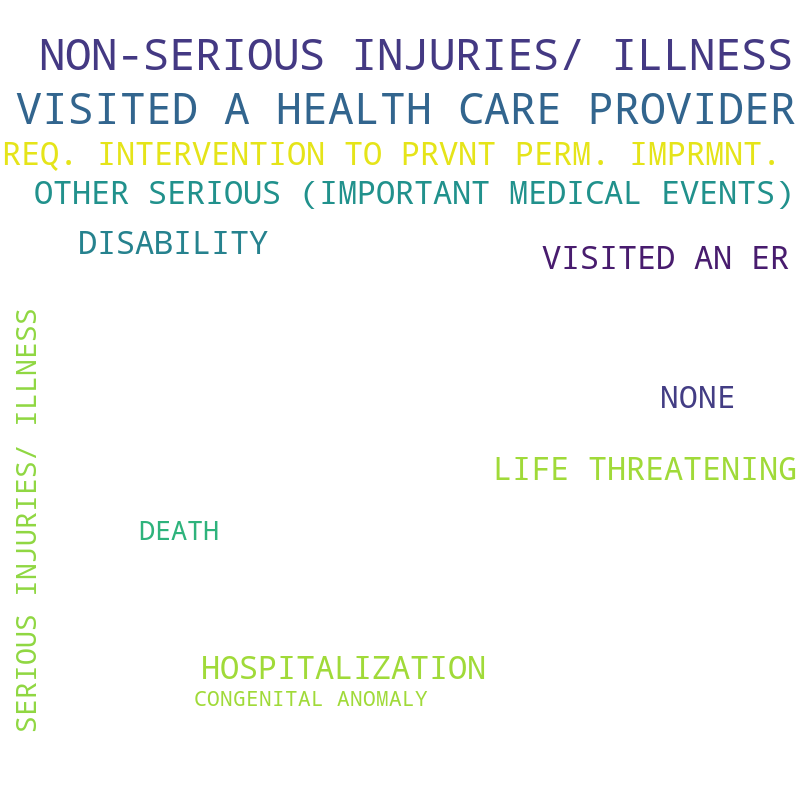 NON-SERIOUS INJURIES/ ILLNESS
VISITED A HEALTH CARE PROVIDER
REQ. INTERVENTION TO PRVNT PERM. IMPRMNT.
OTHER SERIOUS (IMPORTANT MEDICAL EVENTS)
DISABILITY
VISITED AN ER
SERIOUS INJURIES/ ILLNESS
NONE
LIFE THREATENING
DEATH
HOSPITALIZATION
CONGENITAL ANOMALY